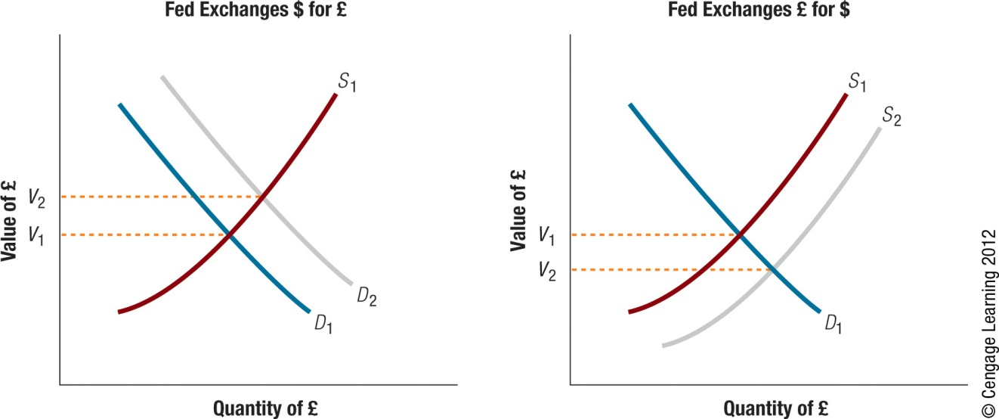 Fed Exchanges $ for £
Value of £
V2
V1
S1
D2
D1
Quantity of £
Fed Exchanges £ for $
Value of £
V1
V2
S1
S2
D1
Quantity of £
© Cengage Learning 2012